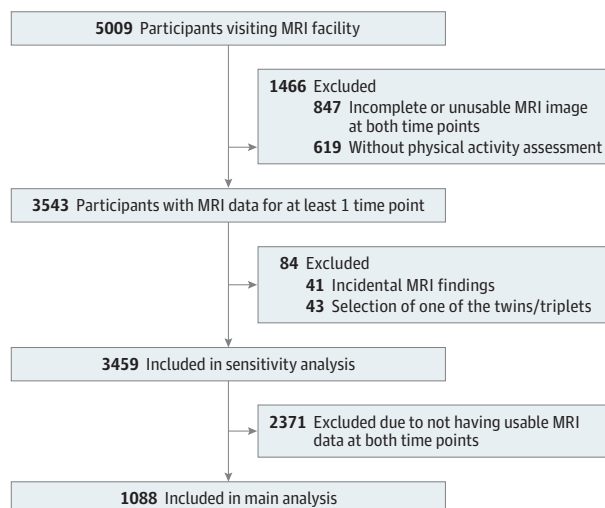 5009 Participants visiting MRI facility
1466 Excluded
847 Incomplete or unusable MRI image
at both time points
619 Without physical activity assessment
3543 Participants with MRI data for at least 1 time point
84 Excluded
41 Incidental MRI findings
43 Selection of one of the twins/triplets
3459 Included in sensitivity analysis
2371 Excluded due to not having usable MRI
data at both time points
1088 Included in main analysis